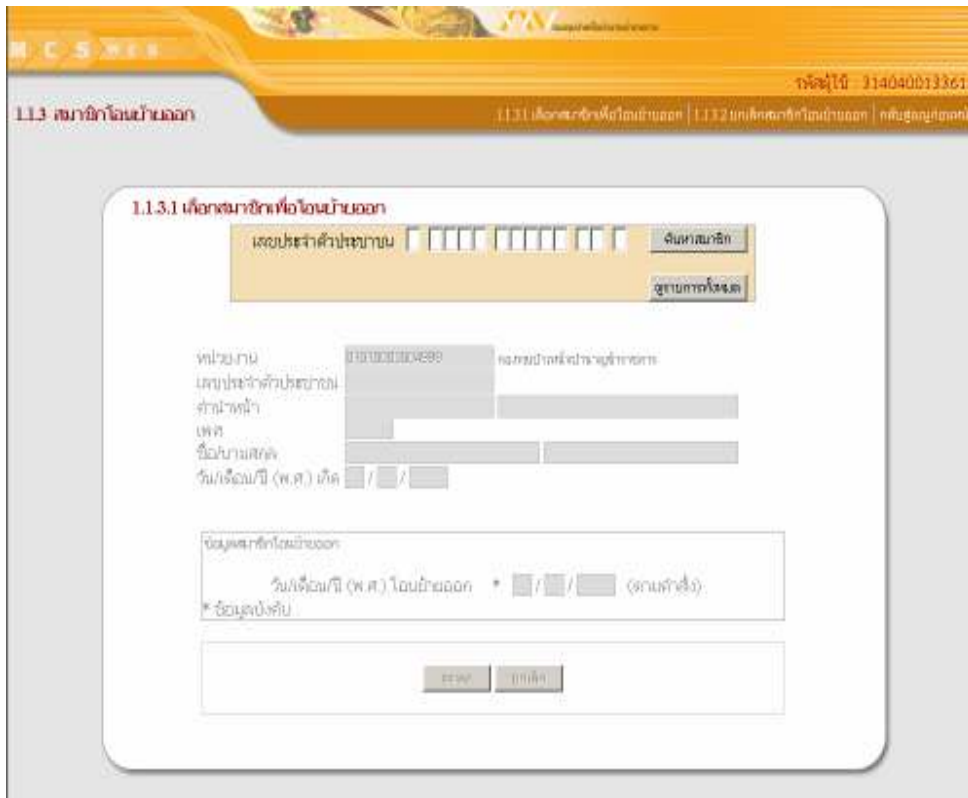 MCS WEB
รหัสผู้ใช้ : 314040013361
1.1.3 สมาชิกโอนย้ายออก
1.1.3.1 เลือกสมาชิกเพื่อโอนย้ายออก | 1.1.3.2 ยกเลิกสมาชิกโอนย้ายออก |
1.1.3.1 เลือกสมาชิกเพื่อโอนย้ายออก
เลขประจำตัวประชาชน ค้นหาสมาชิก
ดูรายการทั้งหมด
หน่วยงาน
เลขประจำตัวประชาชน
คำนำหน้า
เพศ
ชื่อ/นามสกุล
วัน/เดือน/ปี (พ.ศ.) เกิด / /
ข้อมูลสมาชิกโอนย้ายออก
วัน/เดือน/ปี (พ.ศ.) โอนย้ายออก * / / (ตามคำสั่ง)
* ข้อมูลบังคับ
ตกลง ยกเลิก